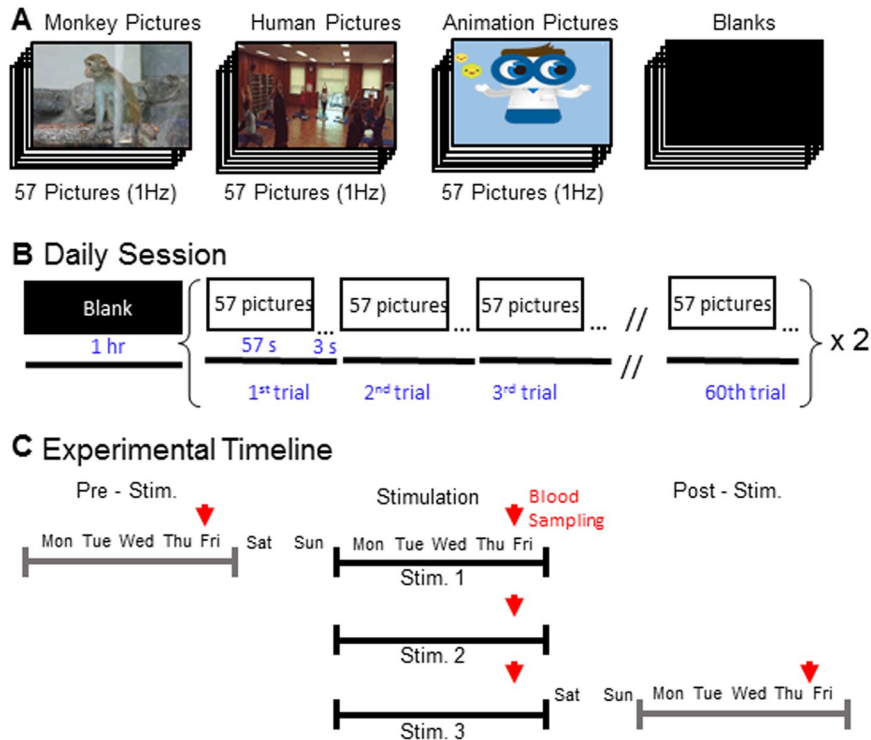 A Monkey Pictures Human Pictures Animation Pictures Blanks
57 Pictures (1Hz) 57 Pictures (1Hz) 57 Pictures (1Hz)
B Daily Session
Blank 57 pictures 57 pictures 57 pictures 57 pictures
... ... ... // ...
1 hr 57 s 3 s // x 2
1st trial 2nd trial 3rd trial 60th trial
C Experimental Timeline
Pre - Stim. Stimulation Blood Post - Stim.
Sampling
Mon Tue Wed Thu Fri Sat Sun Mon Tue Wed Thu Fri
Stim. 1
Stim. 2
Sat Sun Mon Tue Wed Thu Fri
Stim. 3